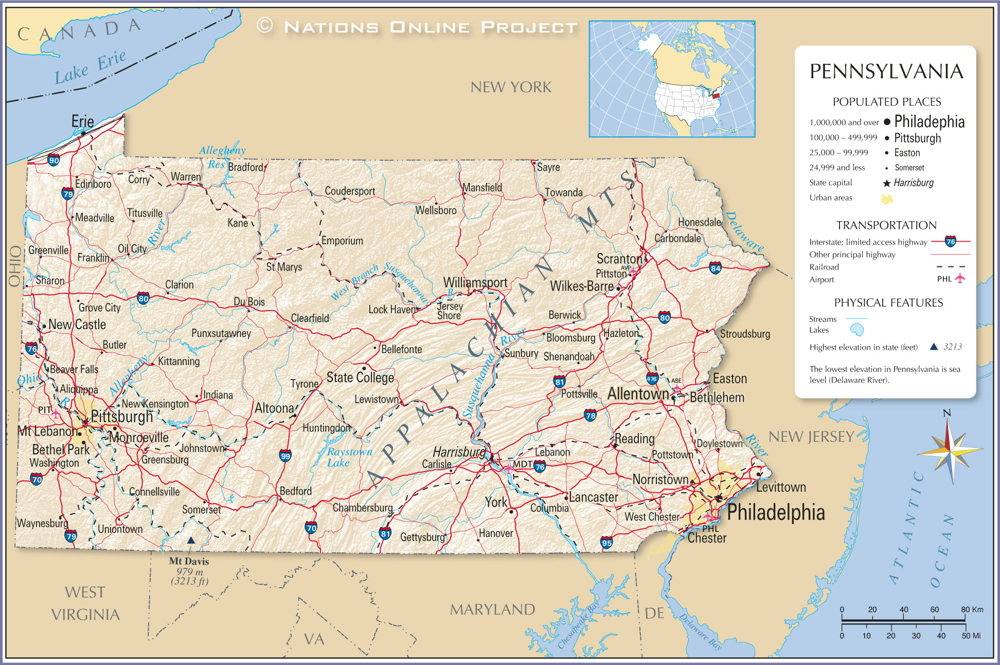 © NATIONS ONLINE PROJECT
CANADA
Lake Erie
NEW YORK
PENNSYLVANIA
POPULATED PLACES
1,000,000 and over Philadephia
100,000 – 499,999 Pittsburgh
25,000 – 99,999 Easton
24,999 and less Somerset
State capital Harrisburg
Urban areas
TRANSPORTATION
Interstate; limited access highway 76
Other principal highway
Railroad
Airport PHL
PHYSICAL FEATURES
Streams
Lakes
Highest elevation in state (feet) 3213
The lowest elevation in Pennsylvania is sea
level (Delaware River).
Erie
90
Allegheny
Res
Bradford
Sayre
Edinboro
Corry
Warren
79
Coudersport
Mansfield
Towanda
Wellsboro
Meadville
Titusville
River
Kane
Honesdale
Carbondale
Delaware
Emporium
Greenville
Franklin
Oil City
OHIO
St Marys
Scranton
AVP
Pittston
84
Sharon
Clarion
West Branch Susquehanna
R
Williamsport
Wilkes-Barre
80
Grove City
Du Bois
Lock Haven
Jersey
Shore
Berwick
80
Clearfield
New Castle
Punxsutawney
Hazleton
Stroudsburg
76
Butler
Bellefonte
River
Bloomsburg
Kittanning
Sunbury
Shenandoah
Beaver Falls
Allegheny
Ohio
R
State College
Susquehanna
81
476
ABE
Easton
Aliquippa
Tyrone
Indiana
Lewistown
Pottsville
Allentown
Bethlehem
New Kensington
PIT
Altoona
78
Pittsburgh
APPALACHIAN MTS
Huntingdon
Mt Lebanon
Monroeville
Reading
Doylestown
River
NEW JERSEY
N
Bethel Park
Johnstown
Raystown
Lake
Harrisburg
Lebanon
Pottstown
Washington
Greensburg
99
Carlisle
MDT
76
70
Norristown
Levittown
Connellsville
Bedford
Lancaster
Somerset
Chambersburg
York
Columbia
West Chester
Philadelphia
PHL
Chester
Waynesburg
Uniontown
70
81
Gettysburg
Hanover
95
79
Mt Davis
979 m
(3213 ft)
WEST
VIRGINIA
VA
MARYLAND
DE
Chesapeake Bay
Delaware Bay
ATLANTIC
OCEAN
0 20 40 60 80 Km
0 10 20 30 40 50 Mi